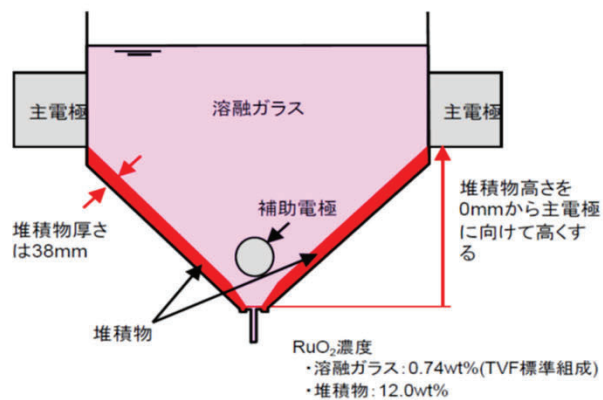 溶融ガラス
主電極
主電極
堆積物厚さ
は38mm
補助電極
堆積物高さを
0mmから主電極
に向けて高くす
る
堆積物
RuO₂濃度
・溶融ガラス:0.74wt%(TVF標準組成)
・堆積物:12.0wt%